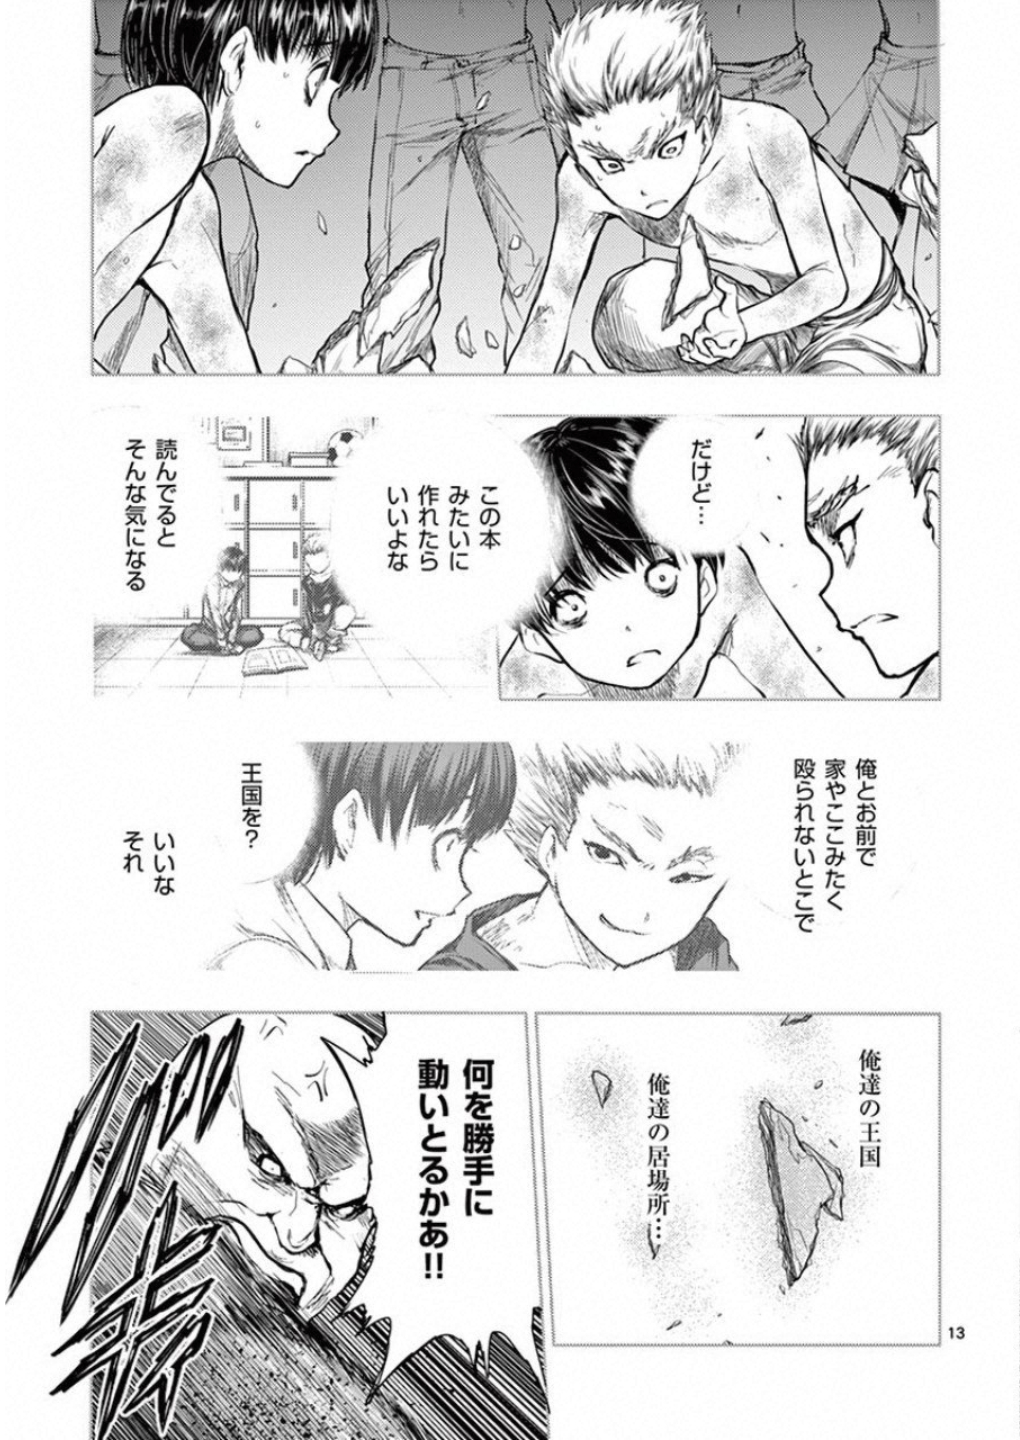 だけど…
この本
みたいに
作れたら
いいよな
読んでると
そんな気になる
俺とお前で
家やここみたく
殴られないとこで
王国を？
いいな
それ
俺達の王国
俺達の居場所…
何を勝手に
動いとるかあ!!
13